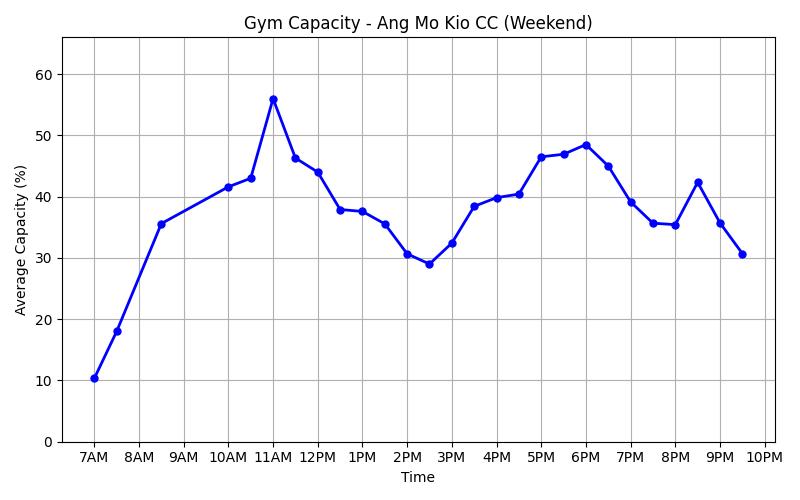 Gym Capacity - Ang Mo Kio CC (Weekend)
Average Capacity (%)
60
50
40
30
20
10
0
7AM 8AM 9AM 10AM 11AM 12PM 1PM 2PM 3PM 4PM 5PM 6PM 7PM 8PM 9PM 10PM
Time